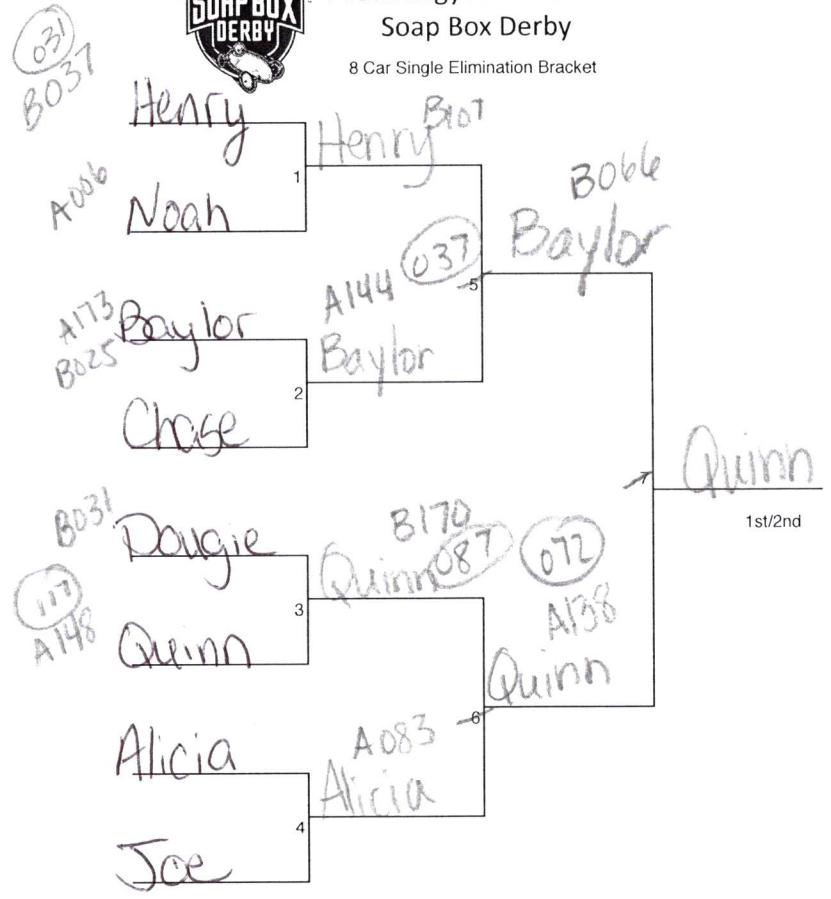 SOAP BOX
DERBY
Soap Box Derby
8 Car Single Elimination Bracket
031
B037
Henry
1
A006
Noah
Henry B107
A173
B025
Baylor
2
Chase
A144
Baylor
037
5
B066
Baylor
B031
Dougie
3
117
A148
Quinn
B170
Quinn 087
Alicia
4
Joe
A083
Alicia
6
072
A138
Quinn
7
Quinn
1st/2nd